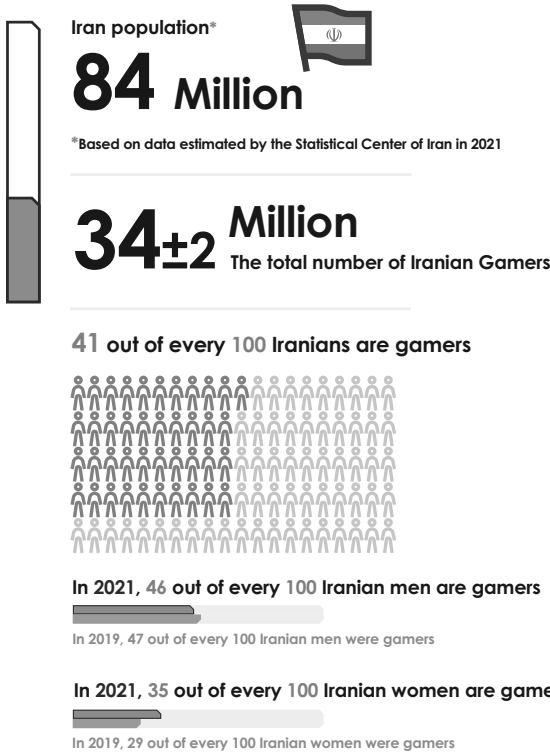 Iran population*
84 Million
*Based on data estimated by the Statistical Center of Iran in 2021
34±2 Million
The total number of Iranian Gamers
41 out of every 100 Iranians are gamers
In 2021, 46 out of every 100 Iranian men are gamers
In 2019, 47 out of every 100 Iranian men were gamers
In 2021, 35 out of every 100 Iranian women are game
In 2019, 29 out of every 100 Iranian women were gamers